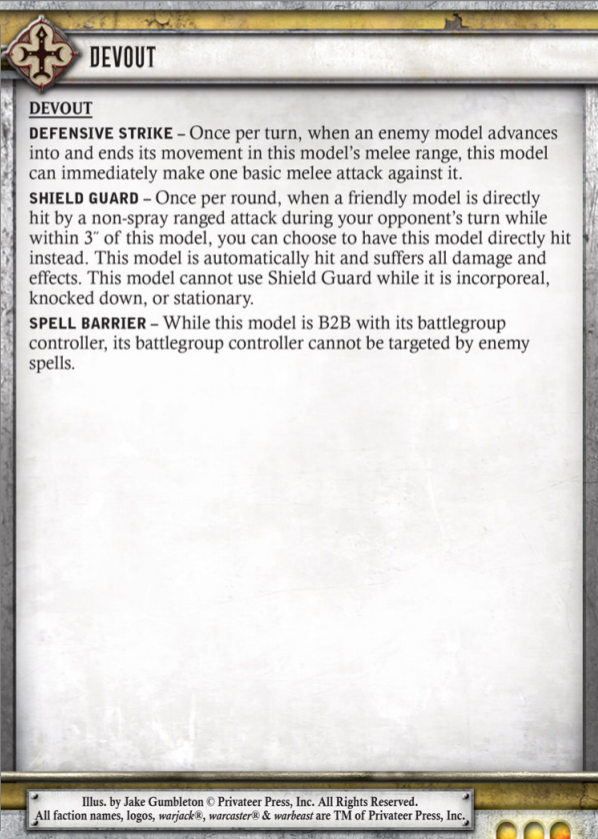 DEVOUT
DEVOUT
DEFENSIVE STRIKE – Once per turn, when an enemy model advances
into and ends its movement in this model's melee range, this model
can immediately make one basic melee attack against it.
SHIELD GUARD – Once per round, when a friendly model is directly
hit by a non-spray ranged attack during your opponent's turn while
within 3˝ of this model, you can choose to have this model directly hit
instead. This model is automatically hit and suffers all damage and
effects. This model cannot use Shield Guard while it is incorporeal,
knocked down, or stationary.
SPELL BARRIER – While this model is B2B with its battlegroup
controller, its battlegroup controller cannot be targeted by enemy
spells.
Illus. by Jake Gumbleton © Privateer Press, Inc. All Rights Reserved.
All faction names, logos, warjack®, warcaster® & warbeast are TM of Privateer Press, Inc.